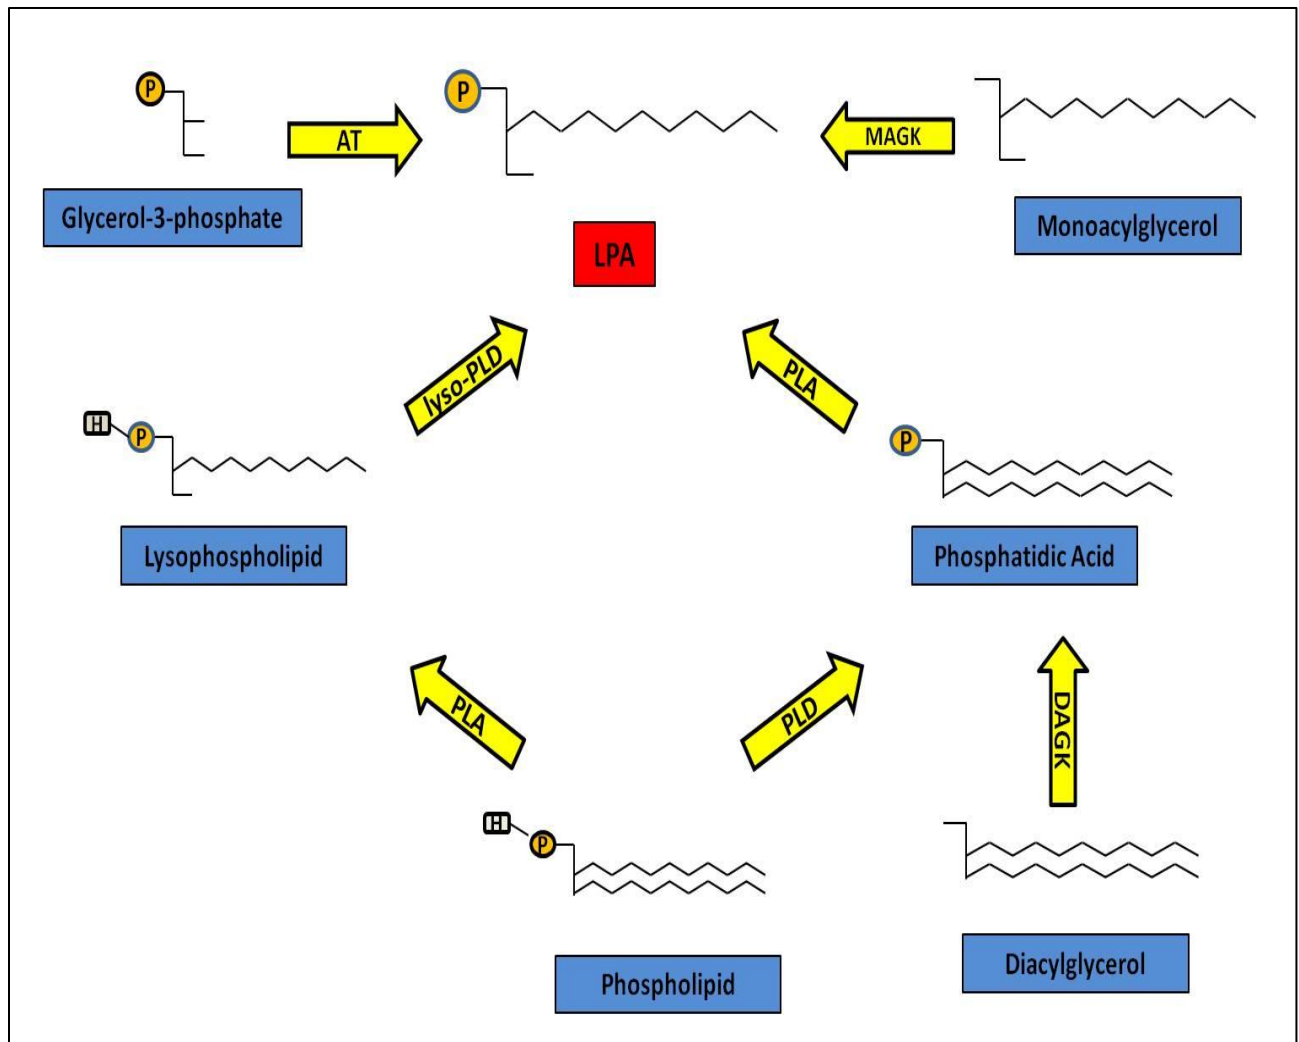 P
P
AT
MAGK
Glycerol-3-phosphate
Monoacylglycerol
LPA
lyso-PLD
PLA
H
P
P
Lysophospholipid
Phosphatidic Acid
PLA
PLD
DAGK
H
P
Phospholipid
Diacylglycerol